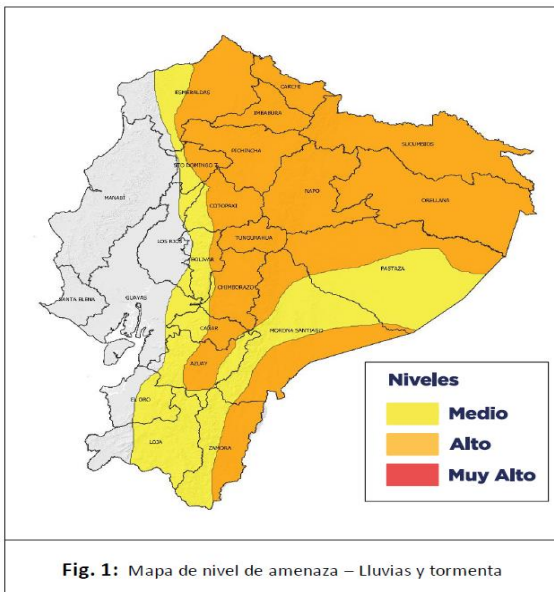 ESMERALDAS
CARCHI
IMBABURA
SUCUMBIOS
PICHINCHA
STO DOMINGO T
NAPO
ORELLANA
MANABÍ
COTOPAXI
LOS RIOS
TUNGURAHUA
BOLIVAR
PASTAZA
CHIMBORAZO
SANTA ELENA
GUAYAS
CAÑAR
MORONA SANTIAGO
AZUAY
EL ORO
LOJA
ZAMORA
Niveles
Medio
Alto
Muy Alto
Fig. 1: Mapa de nivel de amenaza – Lluvias y tormenta